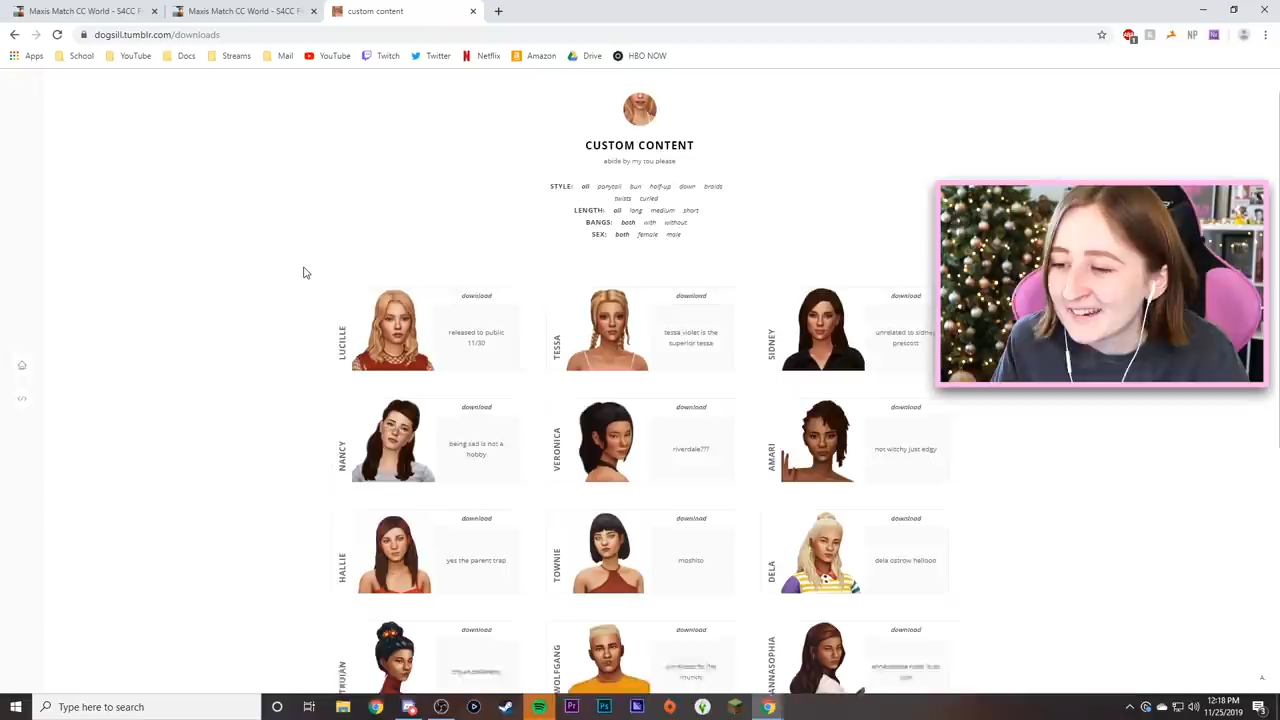 Maxis Match CC World - S4CC F
Maxis Match CC World - S4CC F
custom content
dogsill.tumblr.com/downloads
Apps School YouTube Docs Streams Mail YouTube Twitch Twitter Netflix Amazon Drive HBO NOW
CUSTOM CONTENT
abide by my tou please
STYLE: all ponytail bun half-up down braids
twists curled
LENGTH: all long medium short
BANGS: both with without
SEX: both female male
LUCILLE
download
released to public
11/30
TESSA
download
tessa violet is the
superior tessa
SIDNEY
download
unrelated to sidney
prescott
NANCY
download
being sad is not a
hobby
VERONICA
download
riverdale???
AMARI
download
not witchy just edgy
HALLIE
download
yes the parent trap
TOWNIE
download
moshito
DELA
download
dela ostrow hellooo
TRUJAN
download
WOLFGANG
download
ANNASOPHIA
download
Type here to search
12:18 PM
11/25/2019